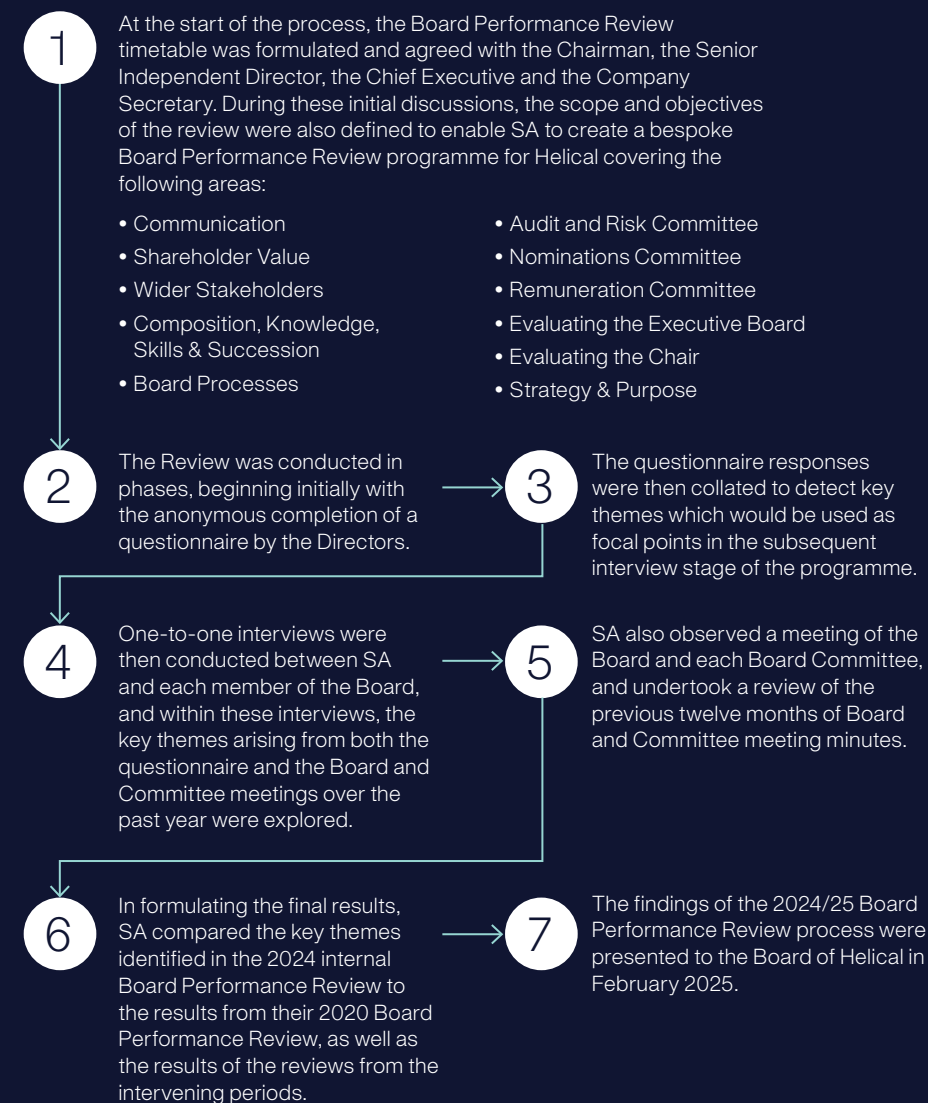 1
At the start of the process, the Board Performance Review
timetable was formulated and agreed with the Chairman, the Senior
Independent Director, the Chief Executive and the Company
Secretary. During these initial discussions, the scope and objectives
of the review were also defined to enable SA to create a bespoke
Board Performance Review programme for Helical covering the
following areas:
• Communication
• Shareholder Value
• Wider Stakeholders
• Composition, Knowledge,
Skills & Succession
• Board Processes
• Audit and Risk Committee
• Nominations Committee
• Remuneration Committee
• Evaluating the Executive Board
• Evaluating the Chair
• Strategy & Purpose
2
The Review was conducted in
phases, beginning initially with
the anonymous completion of a
questionnaire by the Directors.
3
The questionnaire responses
were then collated to detect key
themes which would be used as
focal points in the subsequent
interview stage of the programme.
4
One-to-one interviews were
then conducted between SA
and each member of the Board,
and within these interviews, the
key themes arising from both the
questionnaire and the Board and
Committee meetings over the
past year were explored.
5
SA also observed a meeting of the
Board and each Board Committee,
and undertook a review of the
previous twelve months of Board
and Committee meeting minutes.
6
In formulating the final results,
SA compared the key themes
identified in the 2024 internal
Board Performance Review to
the results from their 2020 Board
Performance Review, as well as
the results of the reviews from the
intervening periods.
7
The findings of the 2024/25 Board
Performance Review process were
presented to the Board of Helical in
February 2025.